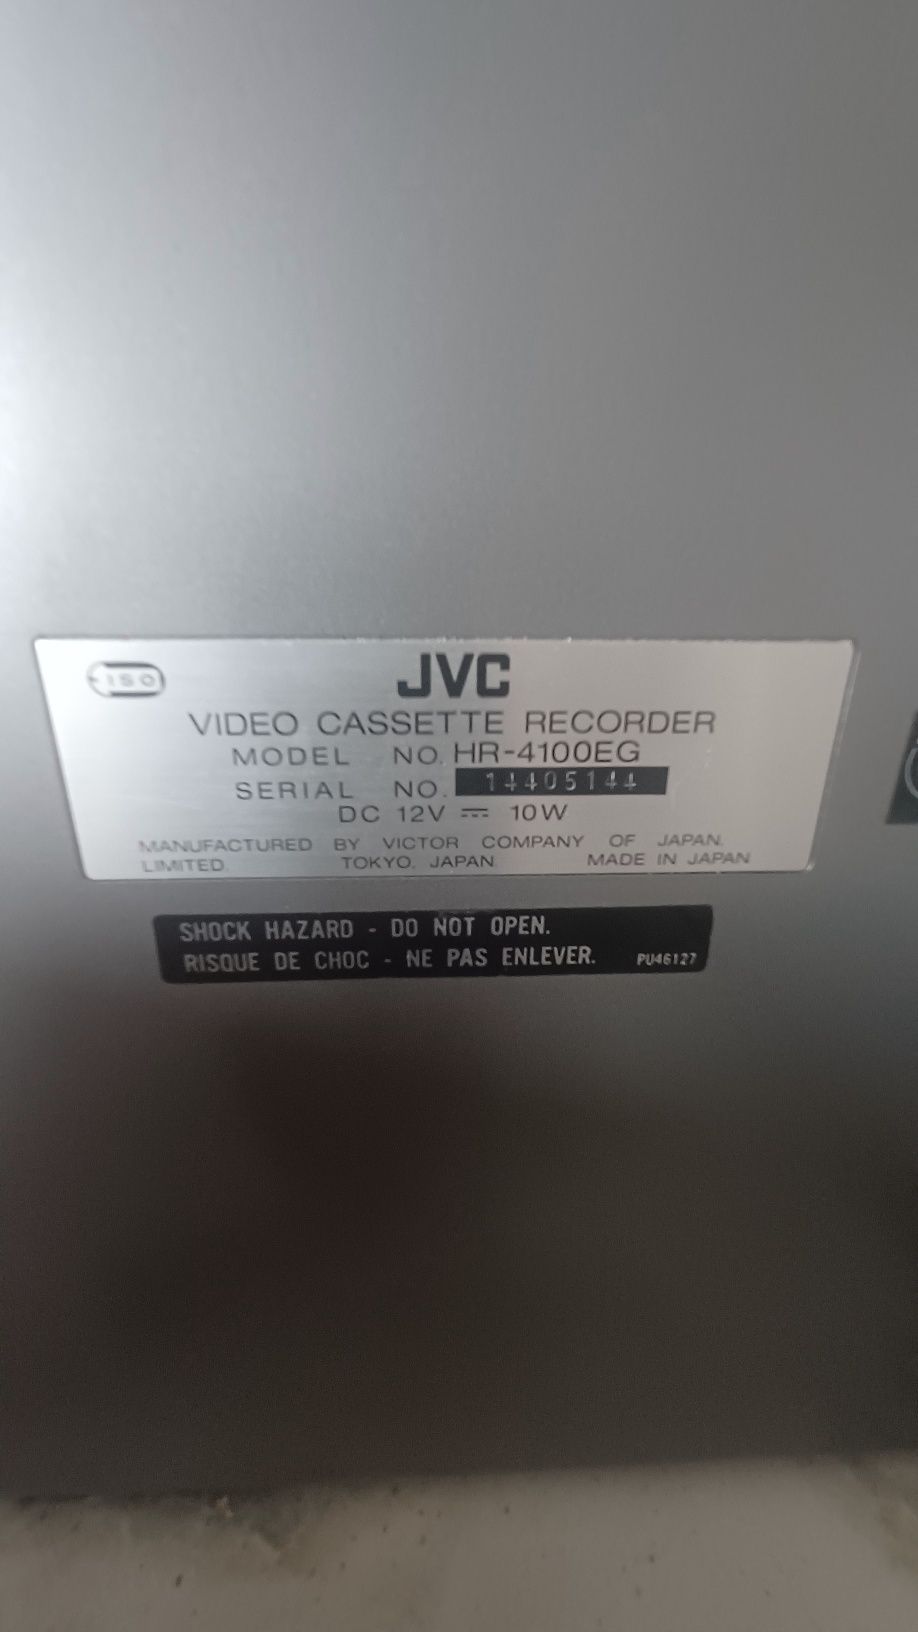 ISO
JVC
VIDEO CASSETTE RECORDER
MODEL NO. HR-4100EG
SERIAL NO. 14405144
DC 12V ⎓ 10W
MANUFACTURED BY VICTOR COMPANY OF JAPAN.
LIMITED. TOKYO. JAPAN. MADE IN JAPAN
SHOCK HAZARD - DO NOT OPEN.
RISQUE DE CHOC - NE PAS ENLEVER. PU46127